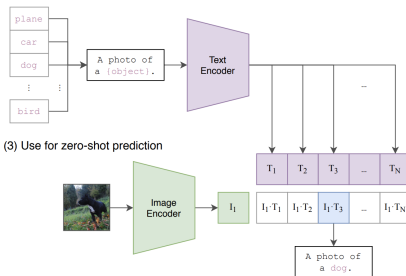 plane
car
dog
⋮ ⋮
bird
A photo of
a {object}.
Text
Encoder
...
(3) Use for zero-shot prediction
T1 T2 T3 ... TN
Image
Encoder
I1
I1·T1 I1·T2 I1·T3 ... I1·TN
A photo of
a dog.